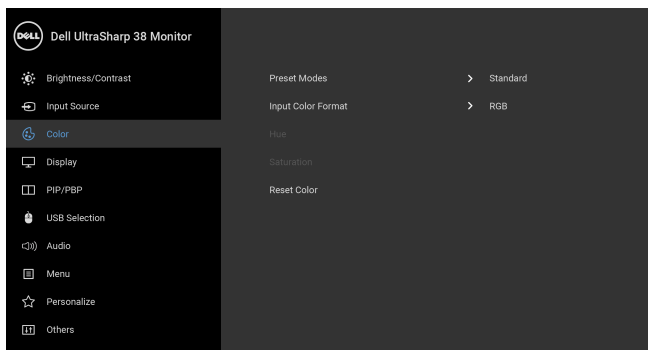 DELL Dell UltraSharp 38 Monitor
Brightness/Contrast Preset Modes Standard
Input Source Input Color Format RGB
Color Hue
Display Saturation
PIP/PBP Reset Color
USB Selection
Audio
Menu
Personalize
Others